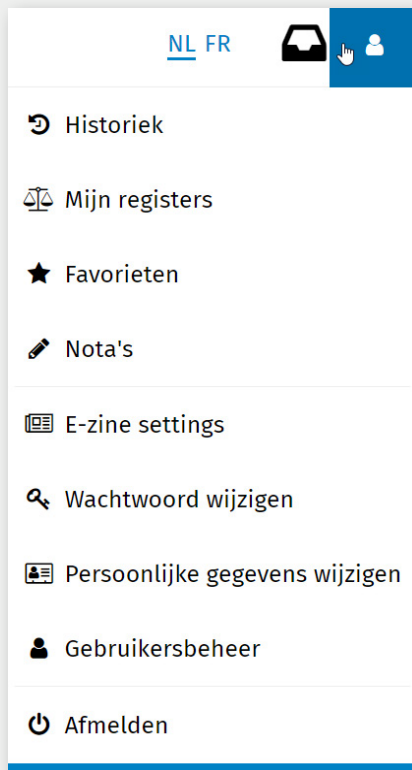 NL FR
Historiek
Mijn registers
Favorieten
Nota's
E-zine settings
Wachtwoord wijzigen
Persoonlijke gegevens wijzigen
Gebruikersbeheer
Afmelden